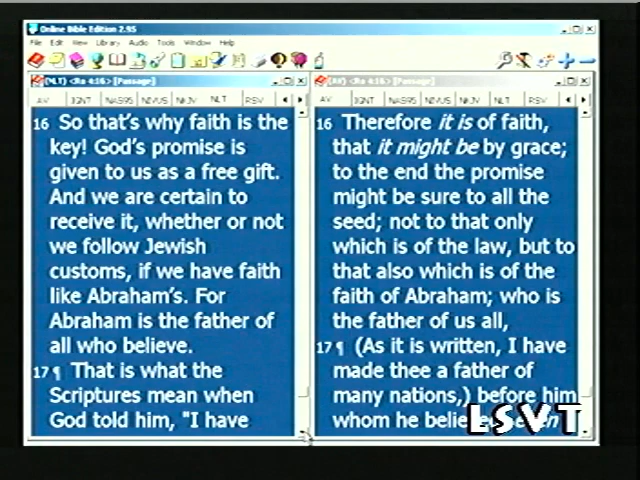 Online Bible Edition 2.95
File Edit View Library Audio Tools Window Help
(NLT) <Ro 4:16> [Passage]
AV IGNT NAS95 NIVUS NKJV NLT RSV
16 So that's why faith is the
key! God's promise is
given to us as a free gift.
And we are certain to
receive it, whether or not
we follow Jewish
customs, if we have faith
like Abraham's. For
Abraham is the father of
all who believe.
17 ¶ That is what the
Scriptures mean when
God told him, "I have
(AV) <Ro 4:16> [Passage]
AV IGNT NAS95 NIVUS NKJV NLT RSV
16 Therefore it is of faith,
that it might be by grace;
to the end the promise
might be sure to all the
seed; not to that only
which is of the law, but to
that also which is of the
faith of Abraham; who is
the father of us all,
17 ¶ (As it is written, I have
made thee a father of
many nations,) before him
whom he belie
LSVT